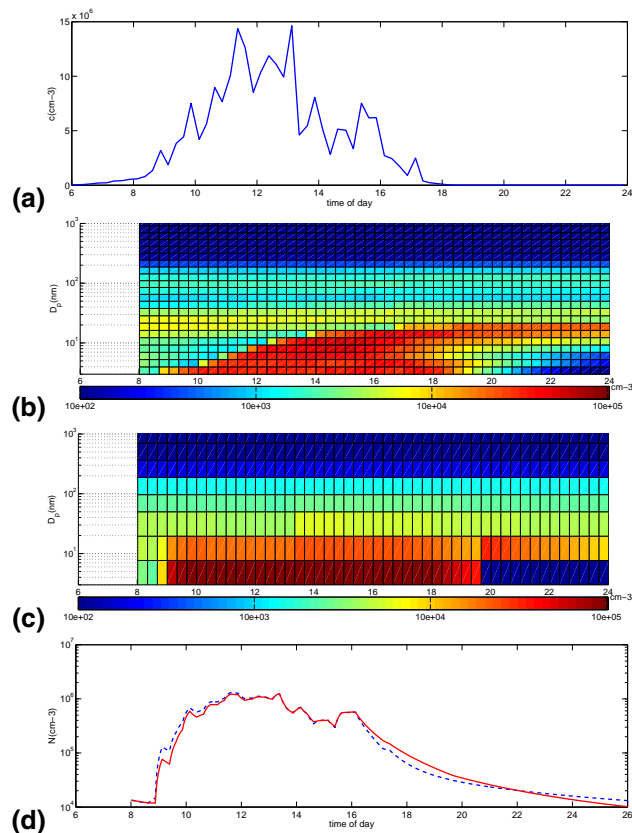 x 10^6
15
10
5
0
c(cm−3)
6 8 10 12 14 16 18 20 22 24
time of day
(a)
10^3
10^2
10^1
D_p(nm)
6 8 10 12 14 16 18 20 22 24
cm−3
10e+02 10e+03 10e+04 10e+05
(b)
10^3
10^2
10^1
D_p(nm)
6 8 10 12 14 16 18 20 22 24
cm−3
10e+02 10e+03 10e+04 10e+05
(c)
10^7
10^6
10^5
10^4
N(cm−3)
6 8 10 12 14 16 18 20 22 24 26
time of day
(d)